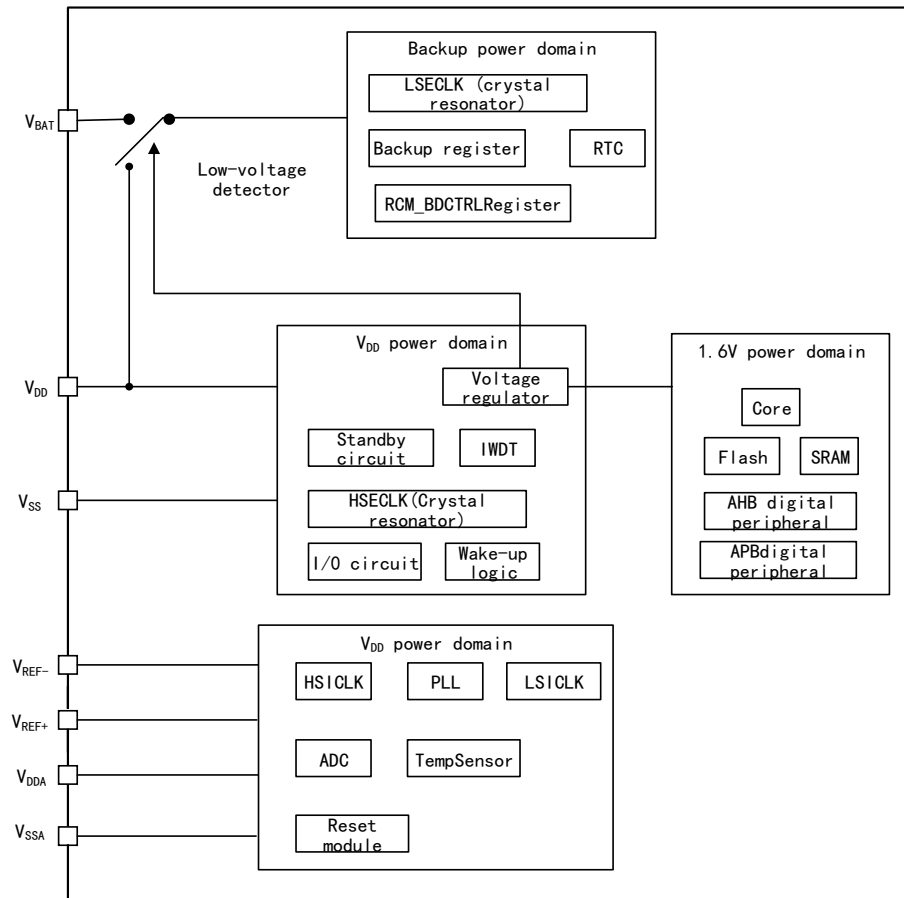 Backup power domain
LSECLK (crystal
resonator)
VBAT
Backup register
RTC
Low-voltage
detector
RCM_BDCTRLRegister
VDD power domain
1.6V power domain
VDD
Voltage
regulator
Core
Standby
circuit
IWDT
Flash
SRAM
VSS
HSECLK(Crystal
resonator)
AHB digital
peripheral
I/O circuit
Wake-up
logic
APBdigital
peripheral
VDD power domain
VREF-
HSICLK
PLL
LSICLK
VREF+
ADC
TempSensor
VDDA
VSSA
Reset
module